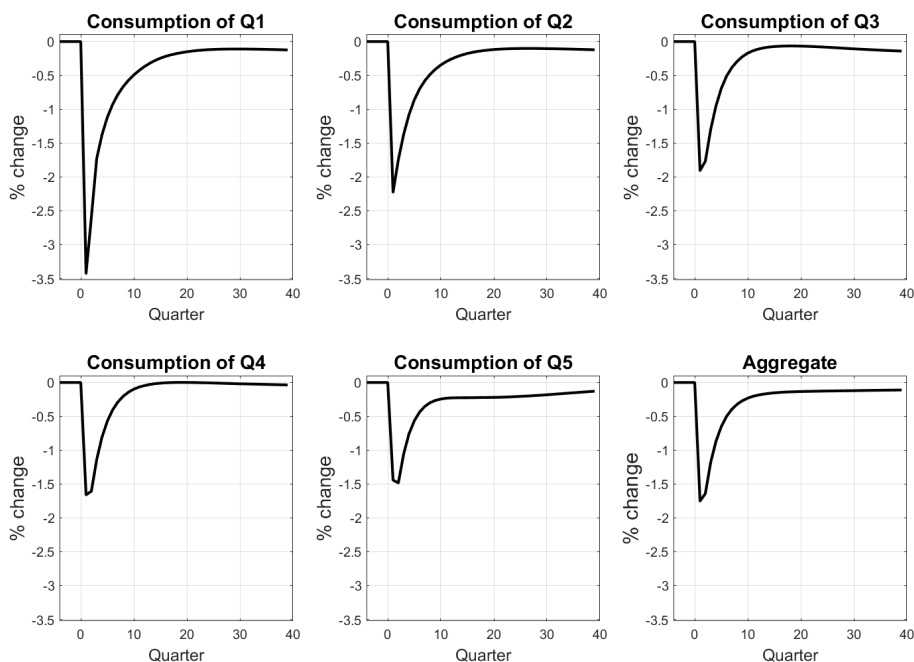 Consumption of Q1
0
-0.5
-1
-1.5
-2
-2.5
-3
-3.5
% change
0 10 20 30 40
Quarter
Consumption of Q2
0
-0.5
-1
-1.5
-2
-2.5
-3
-3.5
% change
0 10 20 30 40
Quarter
Consumption of Q3
0
-0.5
-1
-1.5
-2
-2.5
-3
-3.5
% change
0 10 20 30 40
Quarter
Consumption of Q4
0
-0.5
-1
-1.5
-2
-2.5
-3
-3.5
% change
0 10 20 30 40
Quarter
Consumption of Q5
0
-0.5
-1
-1.5
-2
-2.5
-3
-3.5
% change
0 10 20 30 40
Quarter
Aggregate
0
-0.5
-1
-1.5
-2
-2.5
-3
-3.5
% change
0 10 20 30 40
Quarter